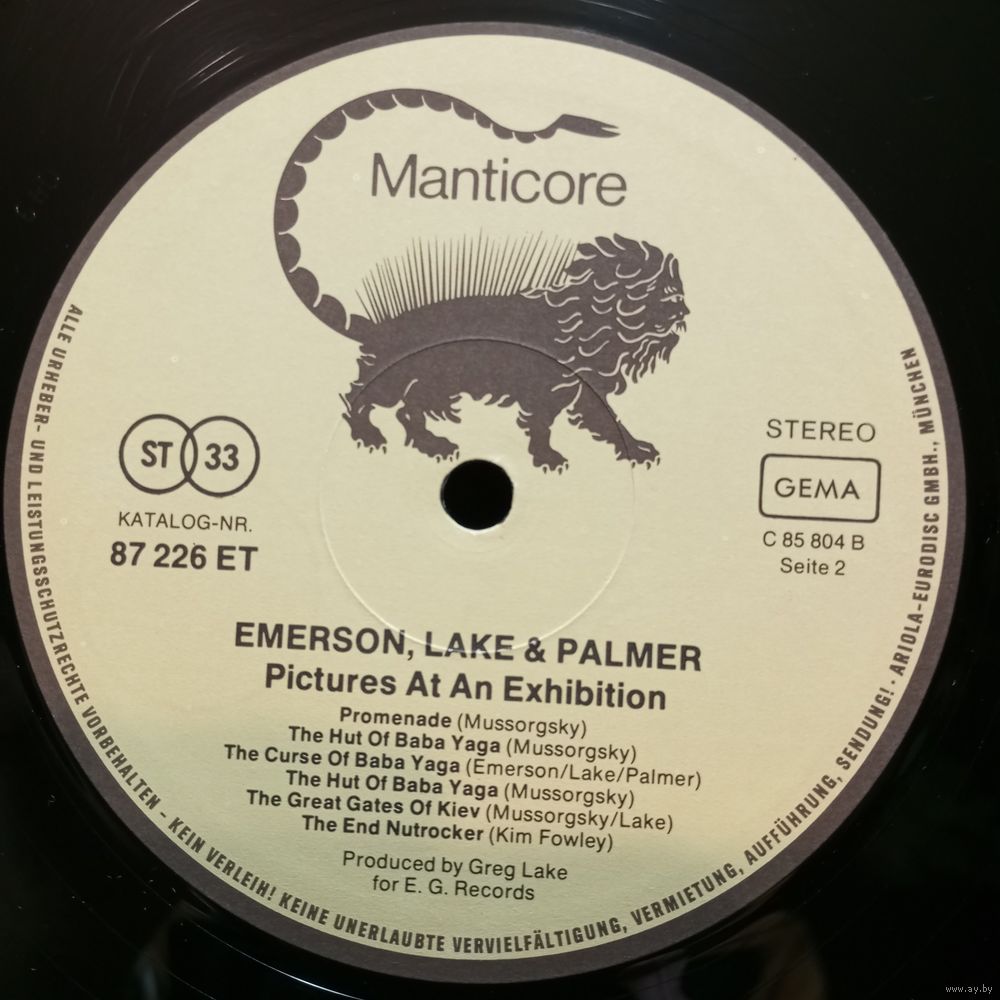 Manticore
ST 33
KATALOG-NR.
87 226 ET
STEREO
GEMA
C 85 804 B
Seite 2
EMERSON, LAKE & PALMER
Pictures At An Exhibition
Promenade (Mussorgsky)
The Hut Of Baba Yaga (Mussorgsky)
The Curse Of Baba Yaga (Emerson/Lake/Palmer)
The Hut Of Baba Yaga (Mussorgsky)
The Great Gates Of Kiev (Mussorgsky/Lake)
The End Nutrocker (Kim Fowley)
Produced by Greg Lake
for E. G. Records
ALLE URHEBER- UND LEISTUNGSSCHUTZRECHTE VORBEHALTEN - KEIN VERLEIH! KEINE UNERLAUBTE VERVIELFÄLTIGUNG, VERMIETUNG, AUFFÜHRUNG, SENDUNG! · ARIOLA-EURODISC GMBH., MÜNCHEN
www.ay.by